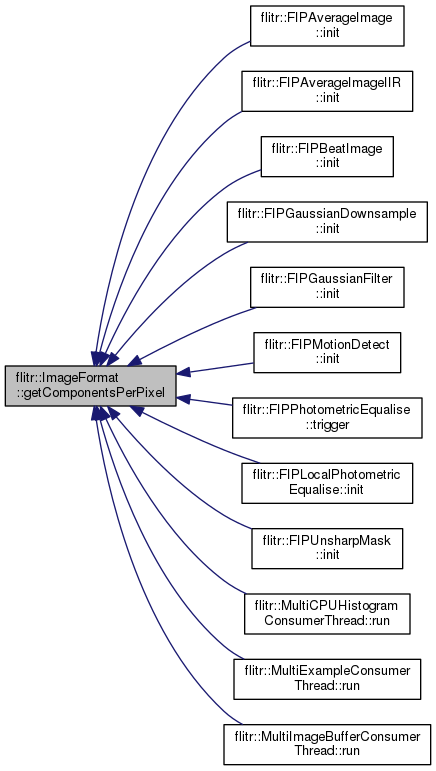 flitr::FIPAverageImage
::init
flitr::FIPAverageImageIIR
::init
flitr::FIPBeatImage
::init
flitr::FIPGaussianDownsample
::init
flitr::FIPGaussianFilter
::init
flitr::FIPMotionDetect
::init
flitr::ImageFormat
::getComponentsPerPixel
flitr::FIPPhotometricEqualise
::trigger
flitr::FIPLocalPhotometric
Equalise::init
flitr::FIPUnsharpMask
::init
flitr::MultiCPUHistogram
ConsumerThread::run
flitr::MultiExampleConsumer
Thread::run
flitr::MultiImageBufferConsumer
Thread::run